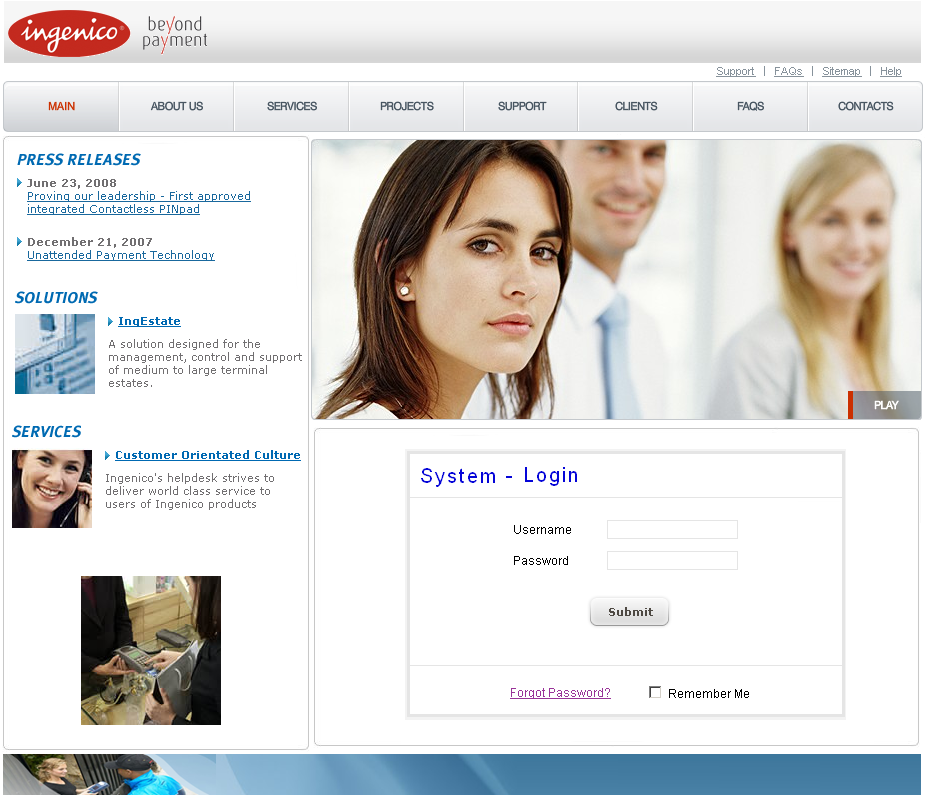 ingenico®
beyond
payment
Support | FAQs | Sitemap | Help
MAIN ABOUT US SERVICES PROJECTS SUPPORT CLIENTS FAQS CONTACTS
PRESS RELEASES
June 23, 2008
Proving our leadership - First approved
integrated Contactless PINpad
December 21, 2007
Unattended Payment Technology
SOLUTIONS
IngEstate
A solution designed for the
management, control and support
of medium to large terminal
estates.
SERVICES
Customer Orientated Culture
Ingenico's helpdesk strives to
deliver world class service to
users of Ingenico products
PLAY
System - Login
Username
Password
Submit
Forgot Password? Remember Me